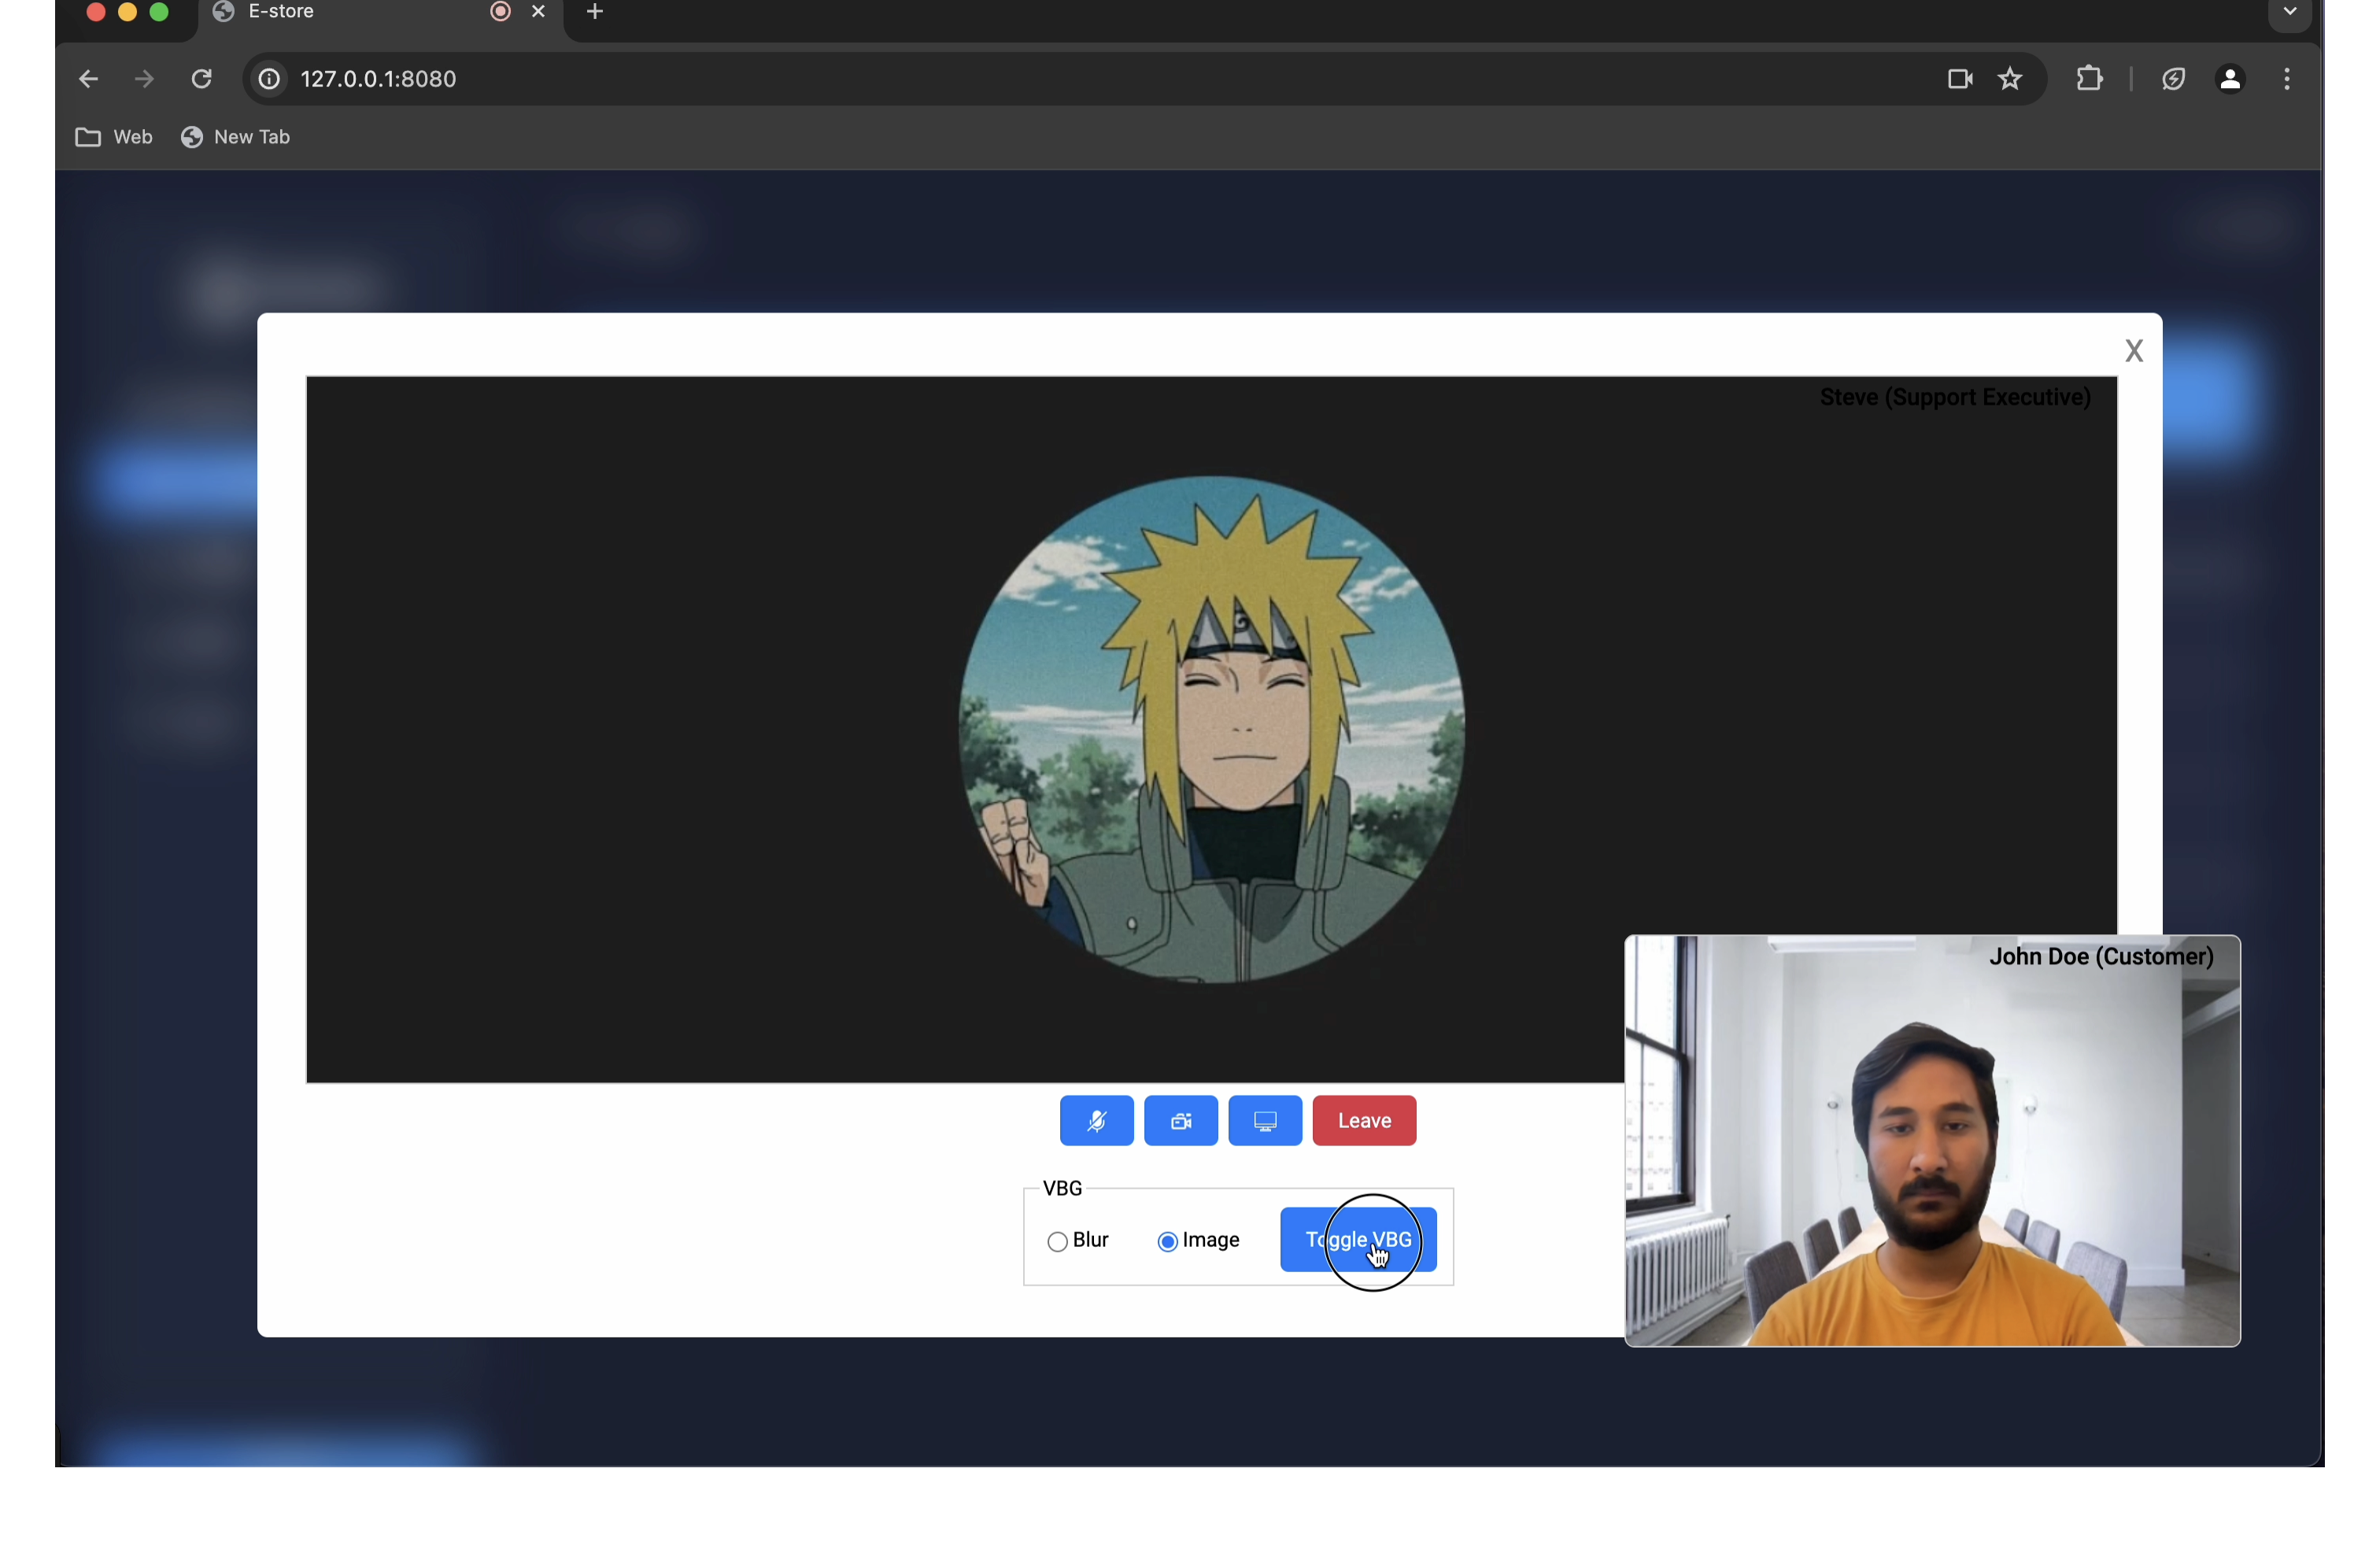 E-store
127.0.0.1:8080
Web
New Tab
X
Steve (Support Executive)
John Doe (Customer)
Leave
VBG
Blur
Image
Toggle VBG